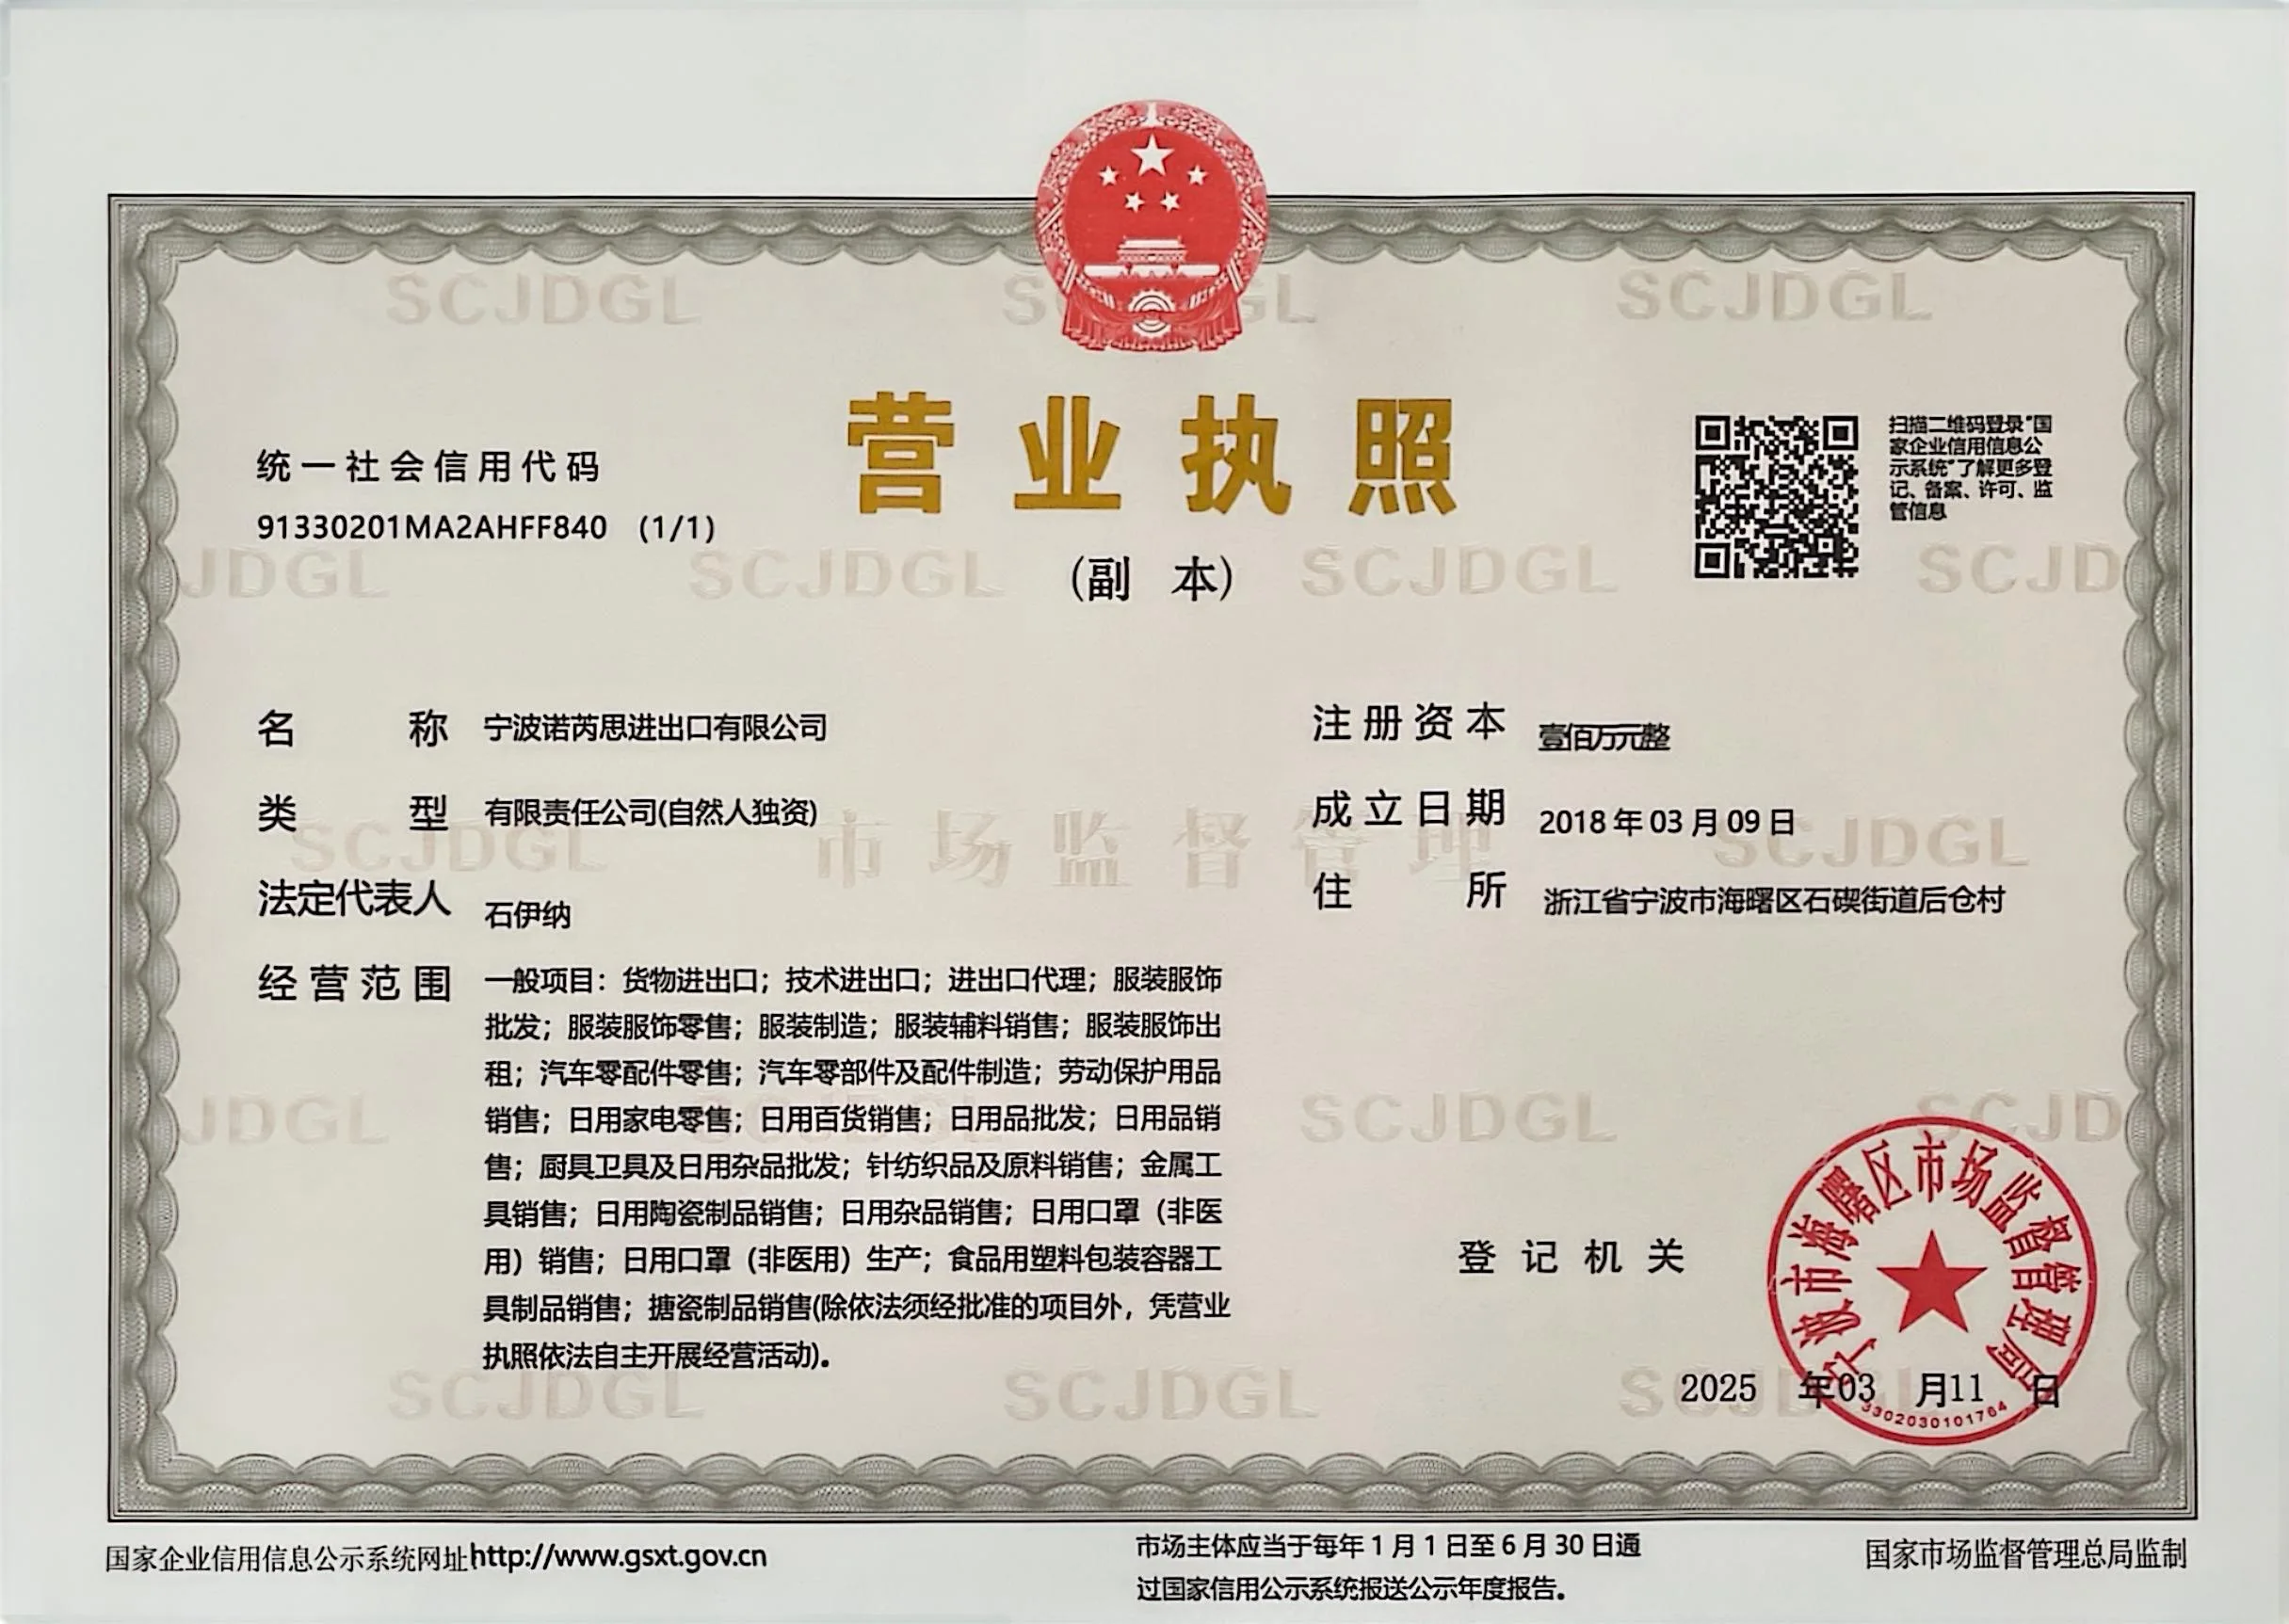 营业执照
(副 本)
统一社会信用代码
91330201MA2AHFF840 (1/1)
扫描二维码登录“国
家企业信用信息公
示系统”了解更多登
记、备案、许可、监
管信息
名 称 宁波诺芮思进出口有限公司
类 型 有限责任公司(自然人独资)
法定代表人 石伊纳
经营范围 一般项目：货物进出口；技术进出口；进出口代理；服装服饰
批发；服装服饰零售；服装制造；服装辅料销售；服装服饰出
租；汽车零配件零售；汽车零部件及配件制造；劳动保护用品
销售；日用家电零售；日用百货销售；日用品批发；日用品销
售；厨具卫具及日用杂品批发；针纺织品及原料销售；金属工
具销售；日用陶瓷制品销售；日用杂品销售；日用口罩（非医
用）销售；日用口罩（非医用）生产；食品用塑料包装容器工
具制品销售；搪瓷制品销售(除依法须经批准的项目外，凭营业
执照依法自主开展经营活动)。
注册资本 壹佰万元整
成立日期 2018年03月09日
住 所 浙江省宁波市海曙区石碶街道后仓村
SCJDGL
市场监督管理
登记机关
宁波市海曙区市场监督管理局
3302030101764
2025 年03 月11 日
国家企业信用信息公示系统网址http://www.gsxt.gov.cn
市场主体应当于每年1月1日至6月30日通
过国家信用公示系统报送公示年度报告。
国家市场监督管理总局监制